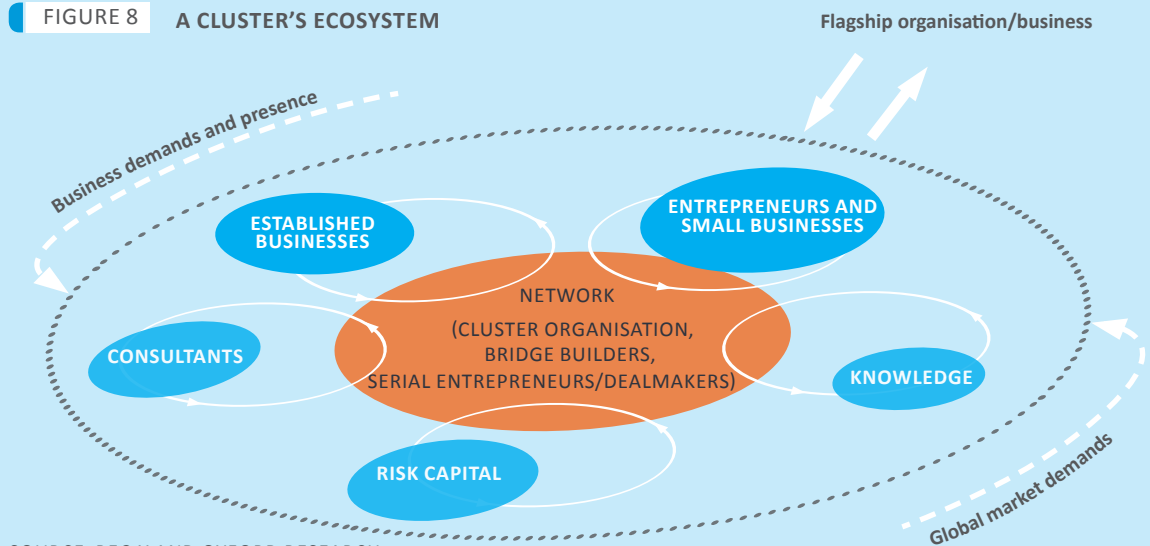 FIGURE 8
A CLUSTER'S ECOSYSTEM
Flagship organisation/business
Business demands and presence
ESTABLISHED
BUSINESSES
ENTREPRENEURS AND
SMALL BUSINESSES
NETWORK
(CLUSTER ORGANISATION,
BRIDGE BUILDERS,
SERIAL ENTREPRENEURS/DEALMAKERS)
CONSULTANTS
KNOWLEDGE
RISK CAPITAL
Global market demands